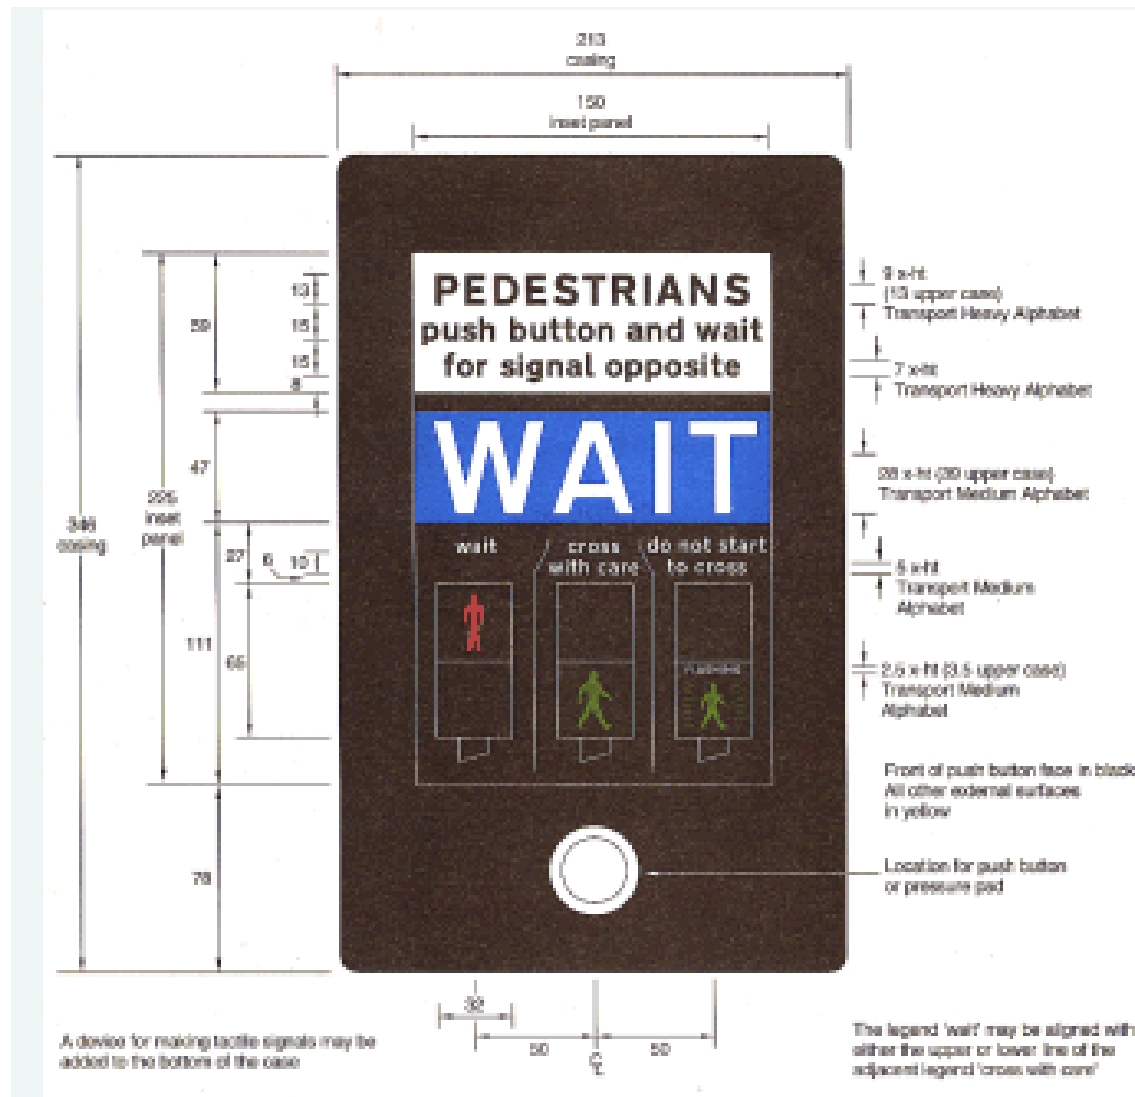 213
casing
150
inset panel
PEDESTRIANS
push button and wait
for signal opposite
WAIT
wait
cross
with care
do not start
to cross
FLASHING
13
15
15
8
59
47
225
inset
panel
346
casing
27
6
10
111
65
78
9 x-ht
(13 upper case)
Transport Heavy Alphabet
7 x-ht
Transport Heavy Alphabet
28 x-ht (39 upper case)
Transport Medium Alphabet
5 x-ht
Transport Medium
Alphabet
2.5 x-ht (3.5 upper case)
Transport Medium
Alphabet
Front of push button face in black
All other external surfaces
in yellow
Location for push button
or pressure pad
32
50
50
A device for making tactile signals may be
added to the bottom of the case
The legend 'wait' may be aligned with
either the upper or lower line of the
adjacent legend 'cross with care'